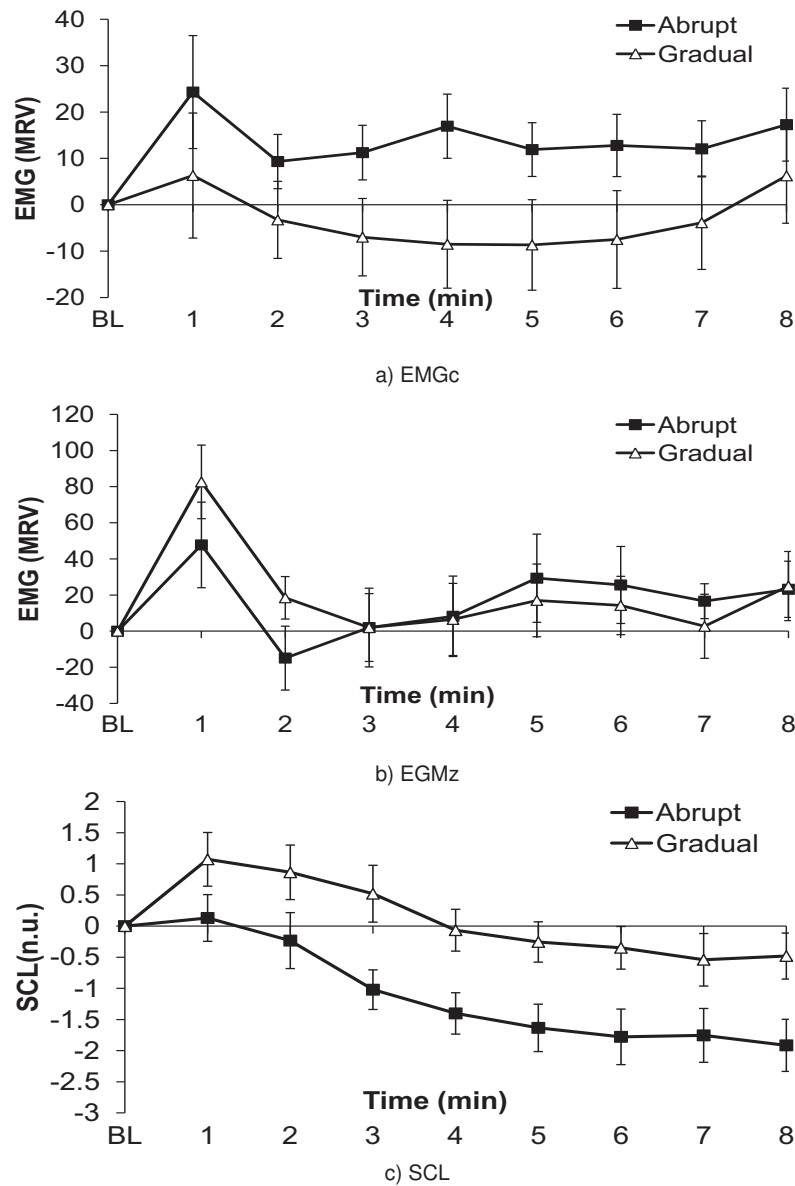 40
30
20
10
0
-10
-20
EMG (MRV)
Abrupt
Gradual
Time (min)
BL 1 2 3 4 5 6 7 8
a) EMGc
120
100
80
60
40
20
0
-20
-40
EMG (MRV)
Abrupt
Gradual
Time (min)
BL 1 2 3 4 5 6 7 8
b) EGMz
2
1.5
1
0.5
0
-0.5
-1
-1.5
-2
-2.5
-3
SCL(n.u.)
Abrupt
Gradual
Time (min)
BL 1 2 3 4 5 6 7 8
c) SCL